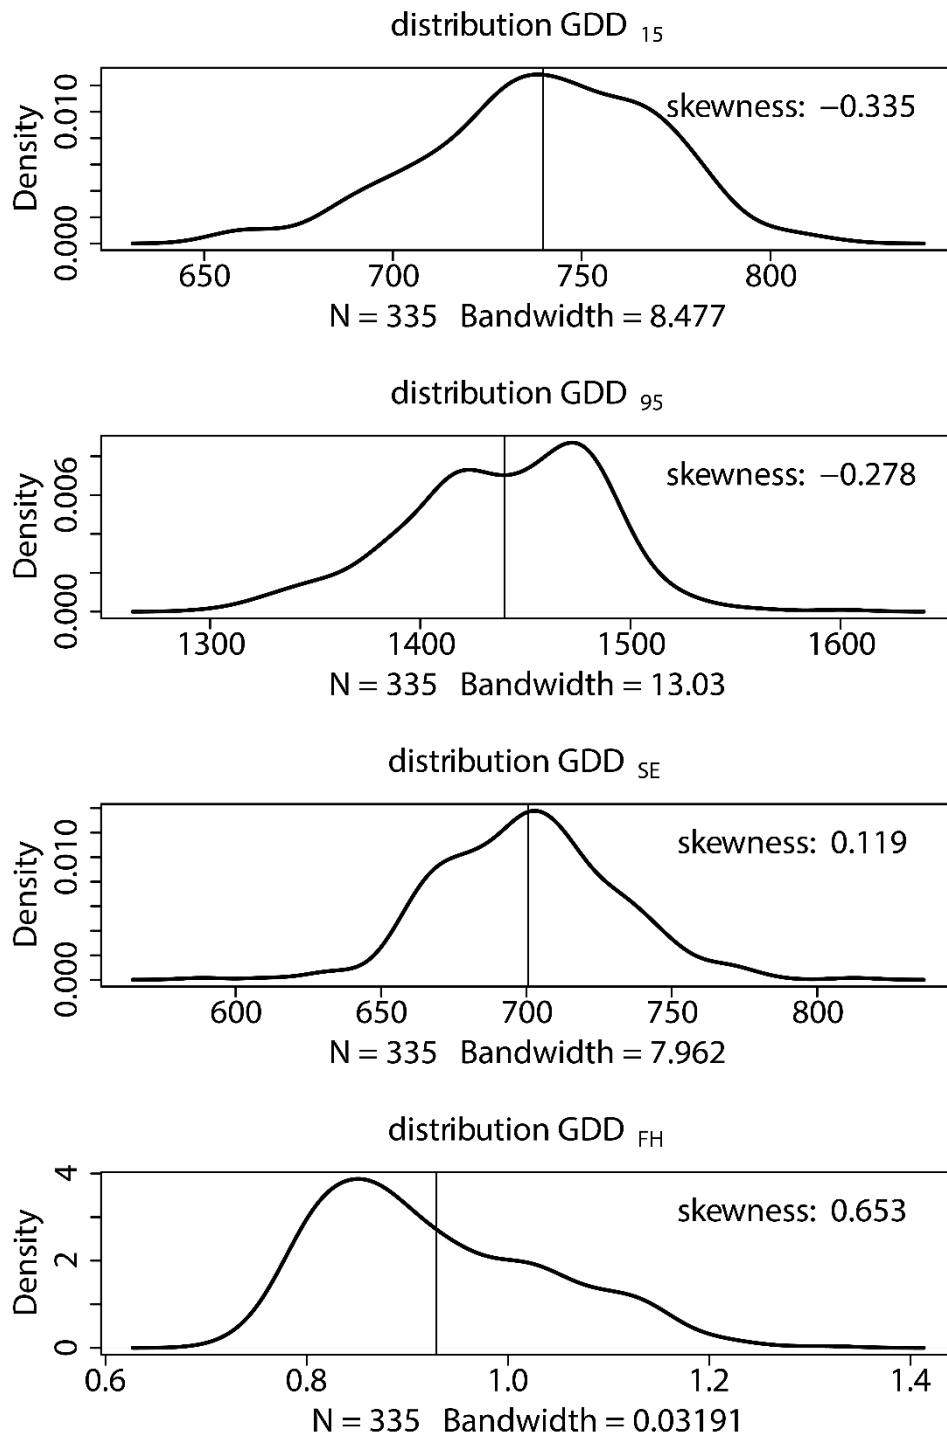 distribution GDD 15
skewness: −0.335
Density
0.000 0.010
650 700 750 800
N = 335 Bandwidth = 8.477
distribution GDD 95
skewness: −0.278
Density
0.000 0.006
1300 1400 1500 1600
N = 335 Bandwidth = 13.03
distribution GDD SE
skewness: 0.119
Density
0.000 0.010
600 650 700 750 800
N = 335 Bandwidth = 7.962
distribution GDD FH
skewness: 0.653
Density
0 2 4
0.6 0.8 1.0 1.2 1.4
N = 335 Bandwidth = 0.03191